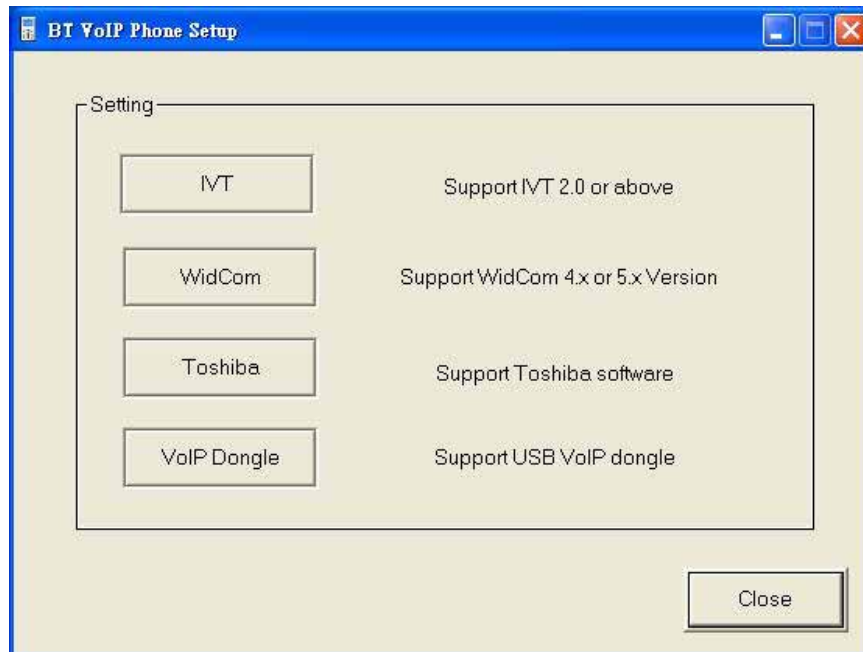 BT VoIP Phone Setup
Setting
IVT Support IVT 2.0 or above
WidCom Support WidCom 4.x or 5.x Version
Toshiba Support Toshiba software
VoIP Dongle Support USB VoIP dongle
Close